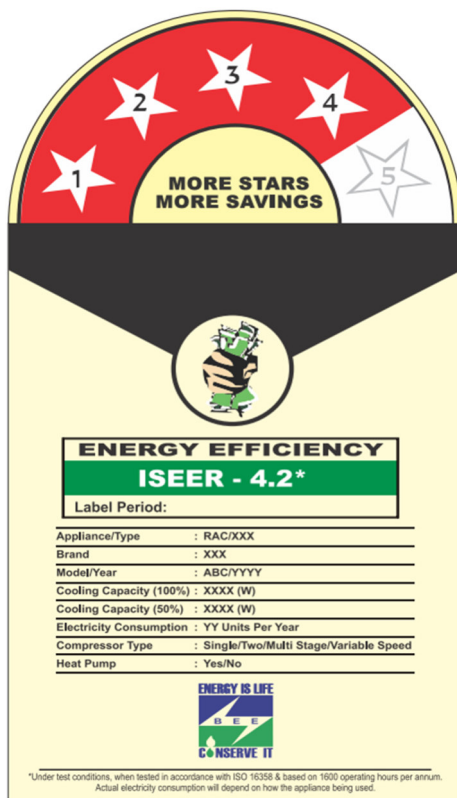 1
2
3
4
5
MORE STARS
MORE SAVINGS
ENERGY EFFICIENCY
ISEER - 4.2*
Label Period:
Appliance/Type : RAC/XXX
Brand : XXX
Model/Year : ABC/YYYY
Cooling Capacity (100%) : XXXX (W)
Cooling Capacity (50%) : XXXX (W)
Electricity Consumption : YY Units Per Year
Compressor Type : Single/Two/Multi Stage/Variable Speed
Heat Pump : Yes/No
ENERGY IS LIFE
BEE
CONSERVE IT
*Under test conditions, when tested in accordance with ISO 16358 & based on 1600 operating hours per annum.
Actual electricity consumption will depend on how the appliance being used.